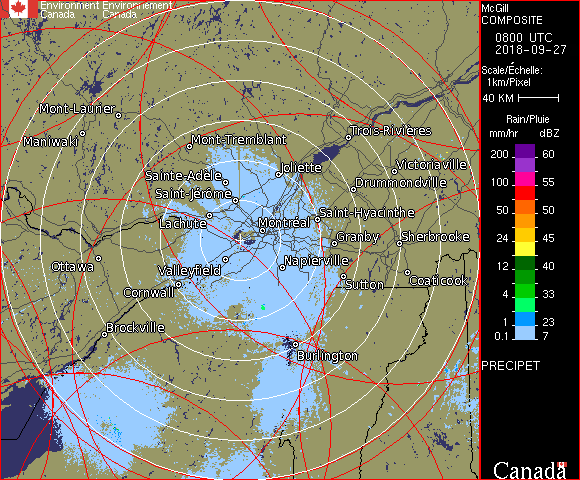 Environment Environnement
Canada Canada
McGill
COMPOSITE
0800 UTC
2018-09-27
Scale/Échelle:
1km/Pixel
40 KM
Rain/Pluie
mm/hr dBZ
200 60
100 55
50 50
24 45
12 40
4 33
1 23
0.1 7
PRECIPET
Canada
Mont-Laurier
Maniwaki
Mont-Tremblant
Trois-Rivières
Victoriaville
Joliette
Sainte-Adèle
Drummondville
Saint-Jérôme
Saint-Hyacinthe
Lachute
Montréal
Granby
Sherbrooke
Ottawa
Valleyfield
Napierville
Cornwall
Sutton
Coaticook
Brockville
Burlington